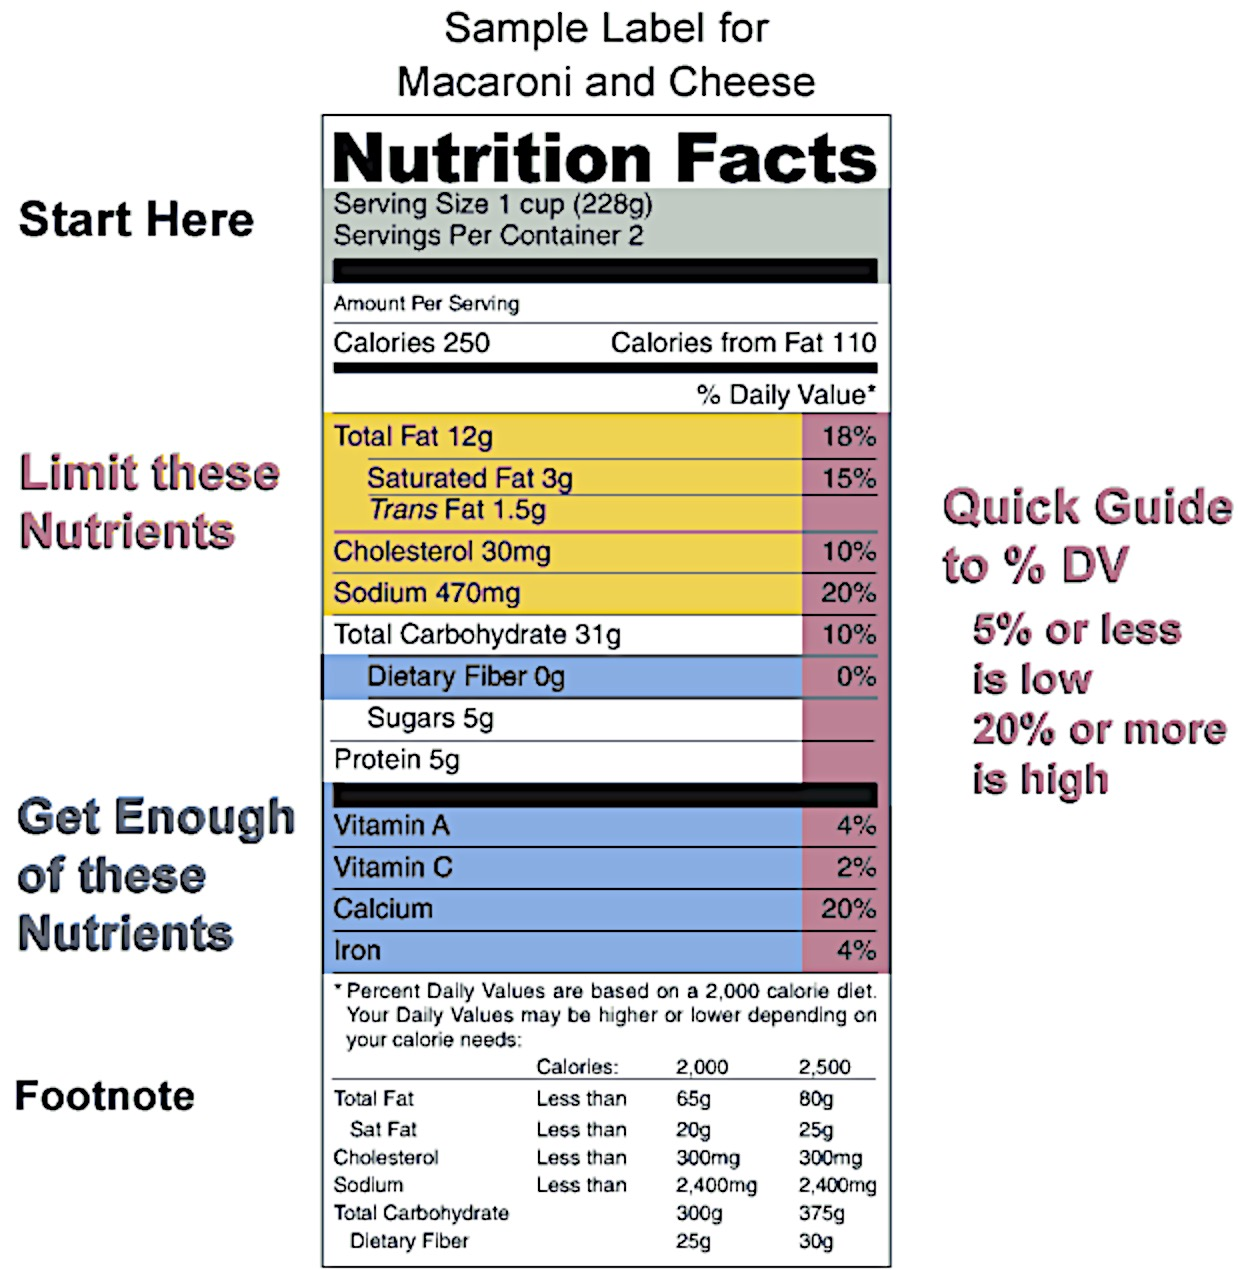 Sample Label for
Macaroni and Cheese
Nutrition Facts
Start Here
Serving Size 1 cup (228g)
Servings Per Container 2
Amount Per Serving
Calories 250 Calories from Fat 110
% Daily Value*
Limit these
Nutrients
Total Fat 12g 18%
Saturated Fat 3g 15%
Trans Fat 1.5g
Cholesterol 30mg 10%
Sodium 470mg 20%
Total Carbohydrate 31g 10%
Dietary Fiber 0g 0%
Sugars 5g
Protein 5g
Quick Guide
to % DV
5% or less
is low
20% or more
is high
Get Enough
of these
Nutrients
Vitamin A 4%
Vitamin C 2%
Calcium 20%
Iron 4%
Footnote
* Percent Daily Values are based on a 2,000 calorie diet.
Your Daily Values may be higher or lower depending on
your calorie needs:
Calories: 2,000 2,500
Total Fat Less than 65g 80g
Sat Fat Less than 20g 25g
Cholesterol Less than 300mg 300mg
Sodium Less than 2,400mg 2,400mg
Total Carbohydrate 300g 375g
Dietary Fiber 25g 30g